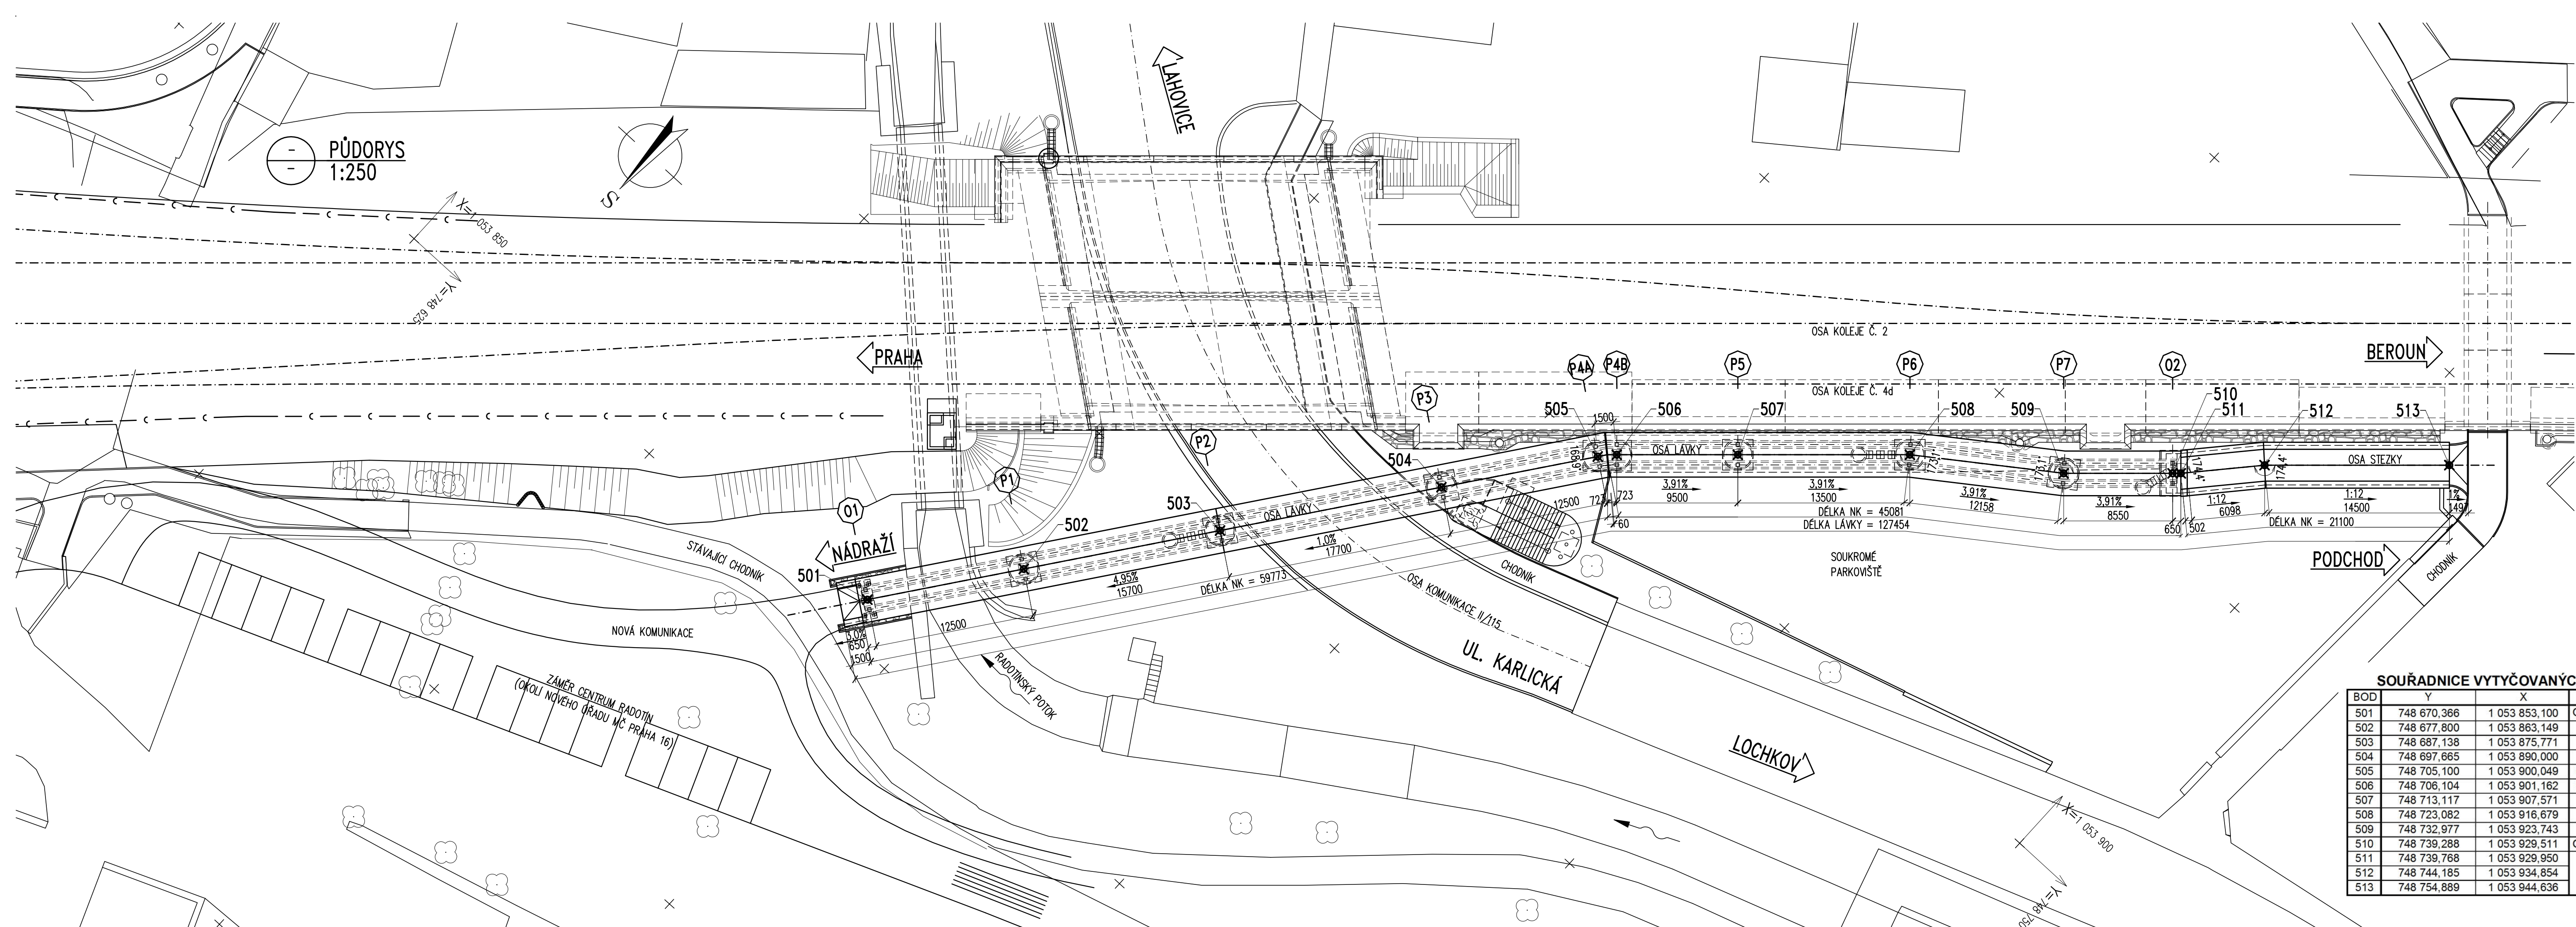 LAHOVICE
PŮDORYS
1:250
S
X=1 053 850
Y=748 625
OSA KOLEJE Č. 2
PRAHA
BEROUN
OSA KOLEJE Č. 4d
P3
P4A
P4B
P5
P6
P7
O2
1500
505
506
507
508
509
510
511
512
513
P2
P1
O1
504
503
502
501
168,9°
OSA LÁVKY
173,1°
173,1°
174,4°
174,4°
OSA STEZKY
OSA LÁVKY
12500
723
723
60
3,91%
9500
3,91%
13500
3,91%
12158
3,91%
8550
650
502
1:12
6098
1:12
14500
1%
DÉLKA NK = 45081
DÉLKA LÁVKY = 127454
DÉLKA NK = 21100
NÁDRAŽÍ
STÁVAJÍCÍ CHODNÍK
1,0%
17700
4,95%
15700
DÉLKA NK = 59773
12500
3,0%
650
1500
SOUKROMÉ
PARKOVIŠTĚ
PODCHOD
CHODNÍK
CHODNÍK
OSA KOMUNIKACE II/115
UL. KARLICKÁ
NOVÁ KOMUNIKACE
RADOTÍNSKÝ POTOK
ZÁMĚR CENTRUM RADOTÍN
(OKOLÍ NOVÉHO ÚŘADU MČ PRAHA 16)
LOCHKOV
X=1 053 900
Y=748 750
SOUŘADNICE VYTYČOVANÝC
BOD Y X
501 748 670,366 1 053 853,100
502 748 677,800 1 053 863,149
503 748 687,138 1 053 875,771
504 748 697,665 1 053 890,000
505 748 705,100 1 053 900,049
506 748 706,104 1 053 901,162
507 748 713,117 1 053 907,571
508 748 723,082 1 053 916,679
509 748 732,977 1 053 923,743
510 748 739,288 1 053 929,511
511 748 739,768 1 053 929,950
512 748 744,185 1 053 934,854
513 748 754,889 1 053 944,636